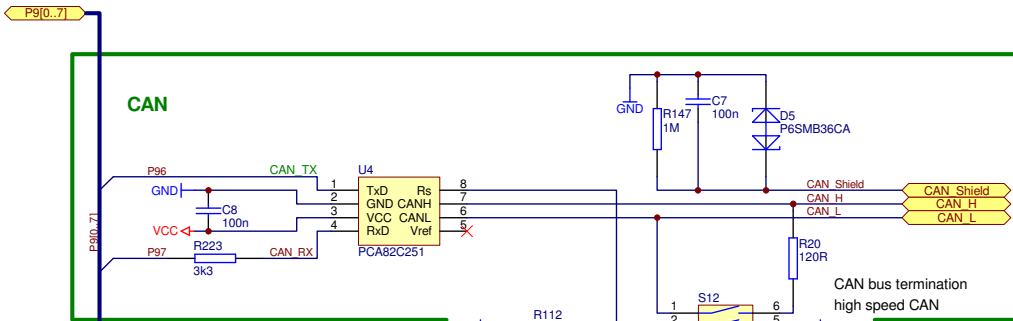 P9[0..7]
CAN
GND
R147
1M
C7
100n
D5
P6SMB36CA
P96
CAN_TX
U4
GND
C8
100n
VCC
1
2
3
4
TxD
GND
VCC
RxD
Rs
CANH
CANL
Vref
8
7
6
5
PCA82C251
CAN_Shield
CAN_H
CAN_L
CAN_Shield
CAN_H
CAN_L
P9[0..7]
P97
R223
3k3
CAN_RX
R20
120R
CAN bus termination
high speed CAN
S12
1
2
6
5
R112